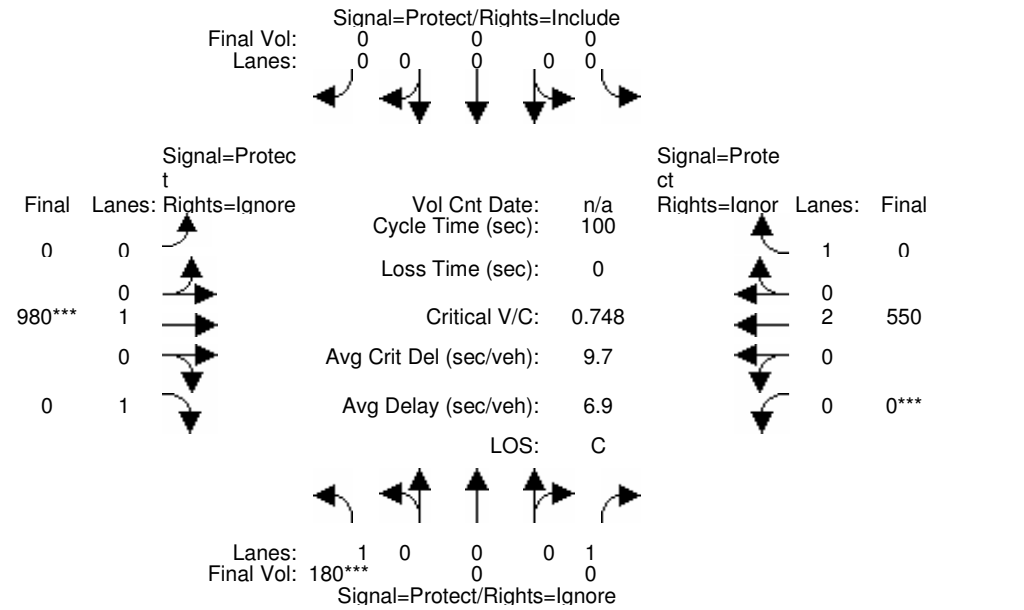 Signal=Protect/Rights=Include
Final Vol: 0 0 0
Lanes: 0 0 0 0 0
Signal=Protec
t
Rights=Ignore
Signal=Prote
ct
Rights=Ignor
Final Lanes:
Vol Cnt Date: n/a
Lanes: Final
Cycle Time (sec): 100
0 0
1 0
Loss Time (sec): 0
0
0
980*** 1
Critical V/C: 0.748
2 550
0
Avg Crit Del (sec/veh): 9.7
0
0 1
Avg Delay (sec/veh): 6.9
0 0***
LOS: C
Lanes: 1 0 0 0 1
Final Vol: 180*** 0 0
Signal=Protect/Rights=Ignore